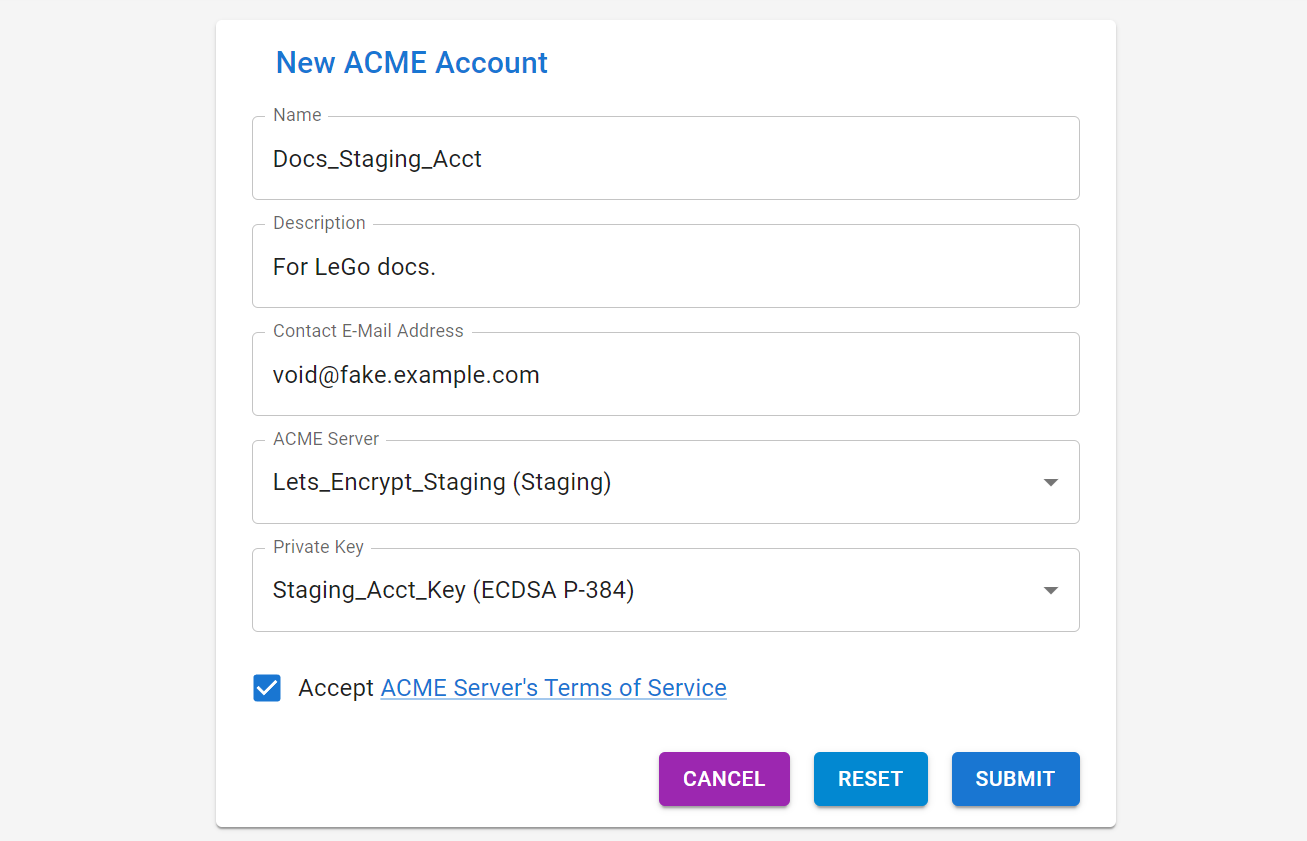 New ACME Account
Name
Docs_Staging_Acct
Description
For LeGo docs.
Contact E-Mail Address
void@fake.example.com
ACME Server
Lets_Encrypt_Staging (Staging)
Private Key
Staging_Acct_Key (ECDSA P-384)
Accept ACME Server's Terms of Service
CANCEL RESET SUBMIT